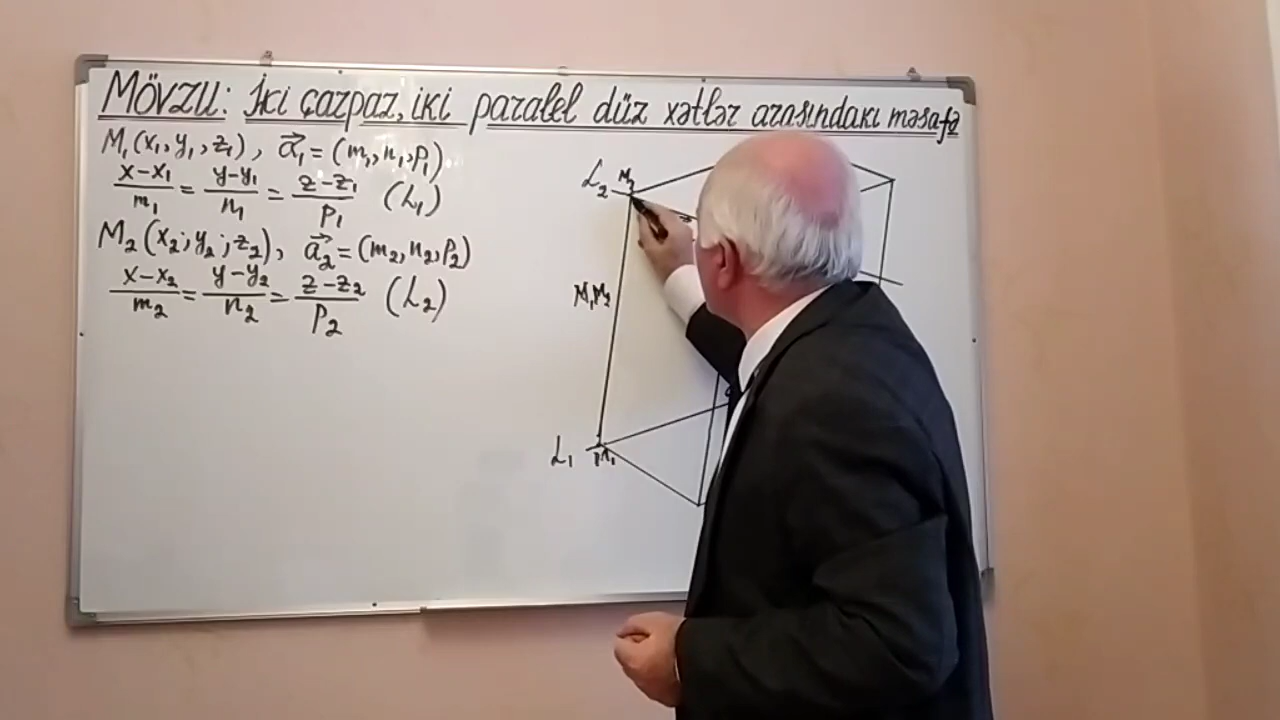 Mövzu: İki çarpaz, iki paralel düz xətlər arasındakı məsafə
M₁(x₁, y₁, z₁), a⃗₁ = (m₁, n₁, p₁)
(x-x₁)/m₁ = (y-y₁)/n₁ = (z-z₁)/p₁ (L₁)
M₂(x₂; y₂; z₂), a⃗₂ = (m₂, n₂, p₂)
(x-x₂)/m₂ = (y-y₂)/n₂ = (z-z₂)/p₂ (L₂)
L₂ M₂
M₁M₂
L₁ M₁